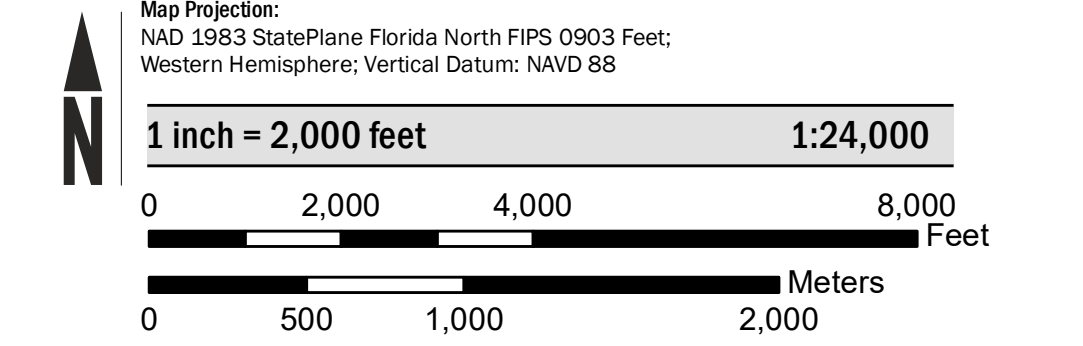 Map Projection:
NAD 1983 StatePlane Florida North FIPS 0903 Feet;
Western Hemisphere; Vertical Datum: NAVD 88
N
1 inch = 2,000 feet 1:24,000
0 2,000 4,000 8,000
Feet
Meters
0 500 1,000 2,000